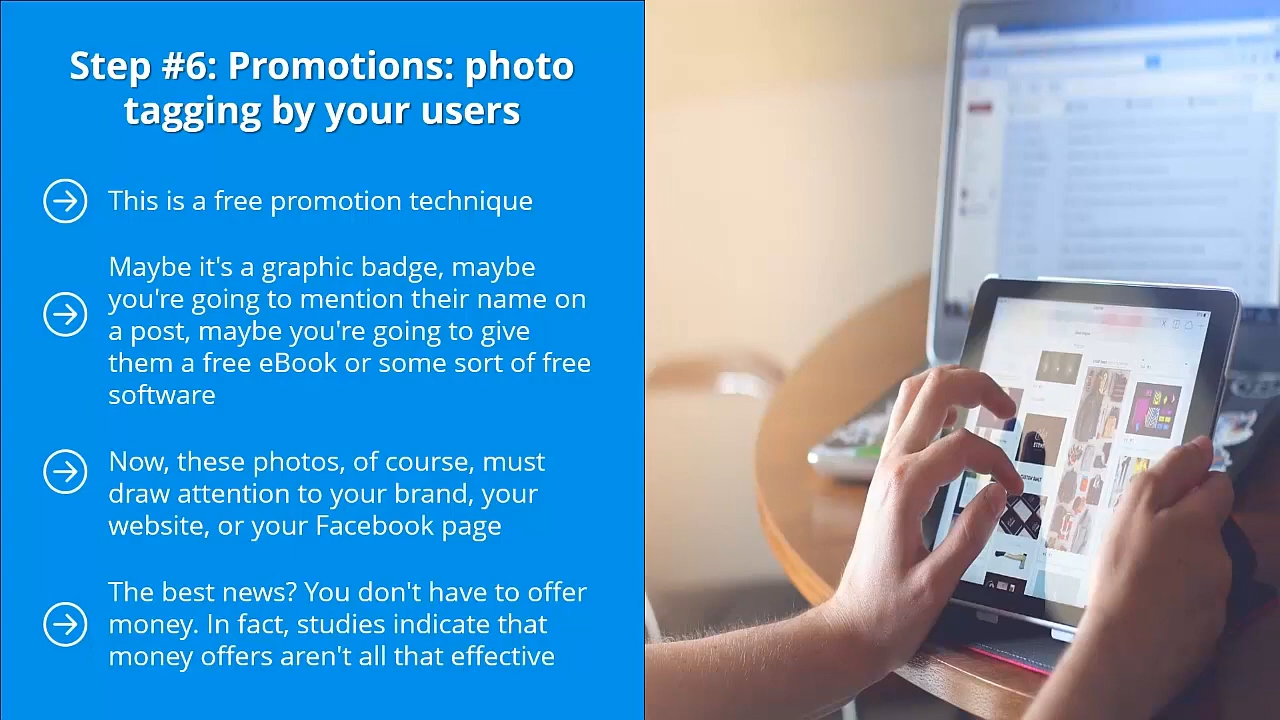 Step #6: Promotions: photo
tagging by your users
This is a free promotion technique
Maybe it's a graphic badge, maybe
you're going to mention their name on
a post, maybe you're going to give
them a free eBook or some sort of free
software
Now, these photos, of course, must
draw attention to your brand, your
website, or your Facebook page
The best news? You don't have to offer
money. In fact, studies indicate that
money offers aren't all that effective